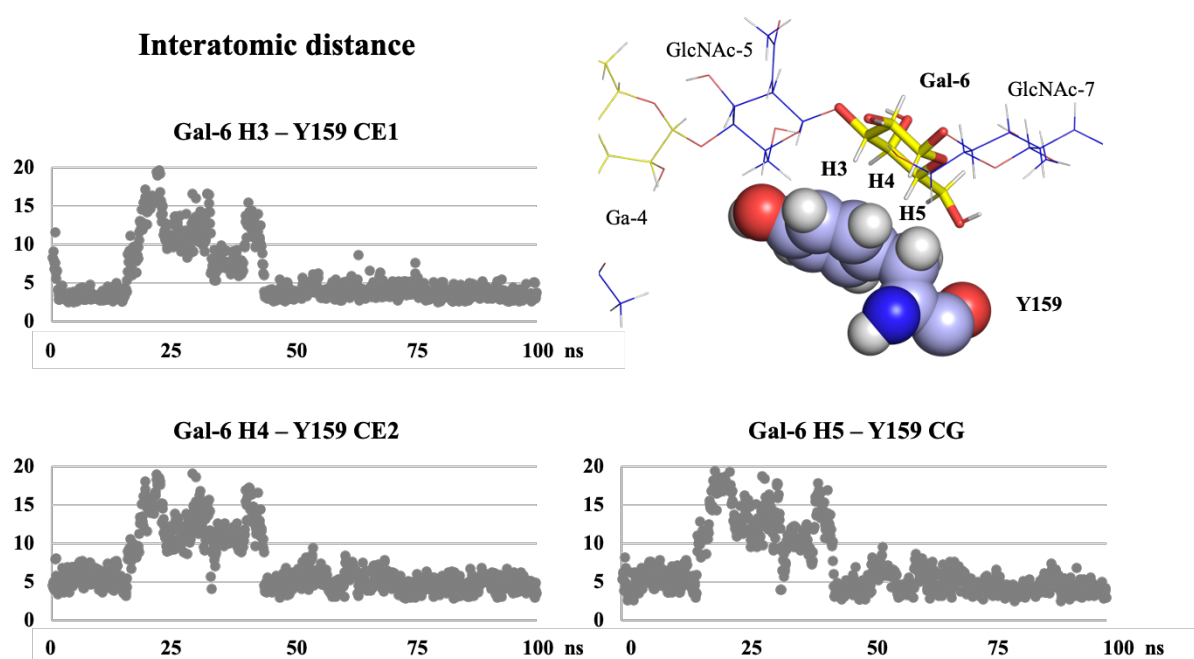 Interatomic distance
GlcNAc-5
Gal-6
GlcNAc-7
Gal-6 H3 – Y159 CE1
20
15
10
5
0
0 25 50 75 100 ns
H3
H4
H5
Ga-4
Y159
Gal-6 H4 – Y159 CE2
20
15
10
5
0
0 25 50 75 100 ns
Gal-6 H5 – Y159 CG
20
15
10
5
0
0 25 50 75 100 ns